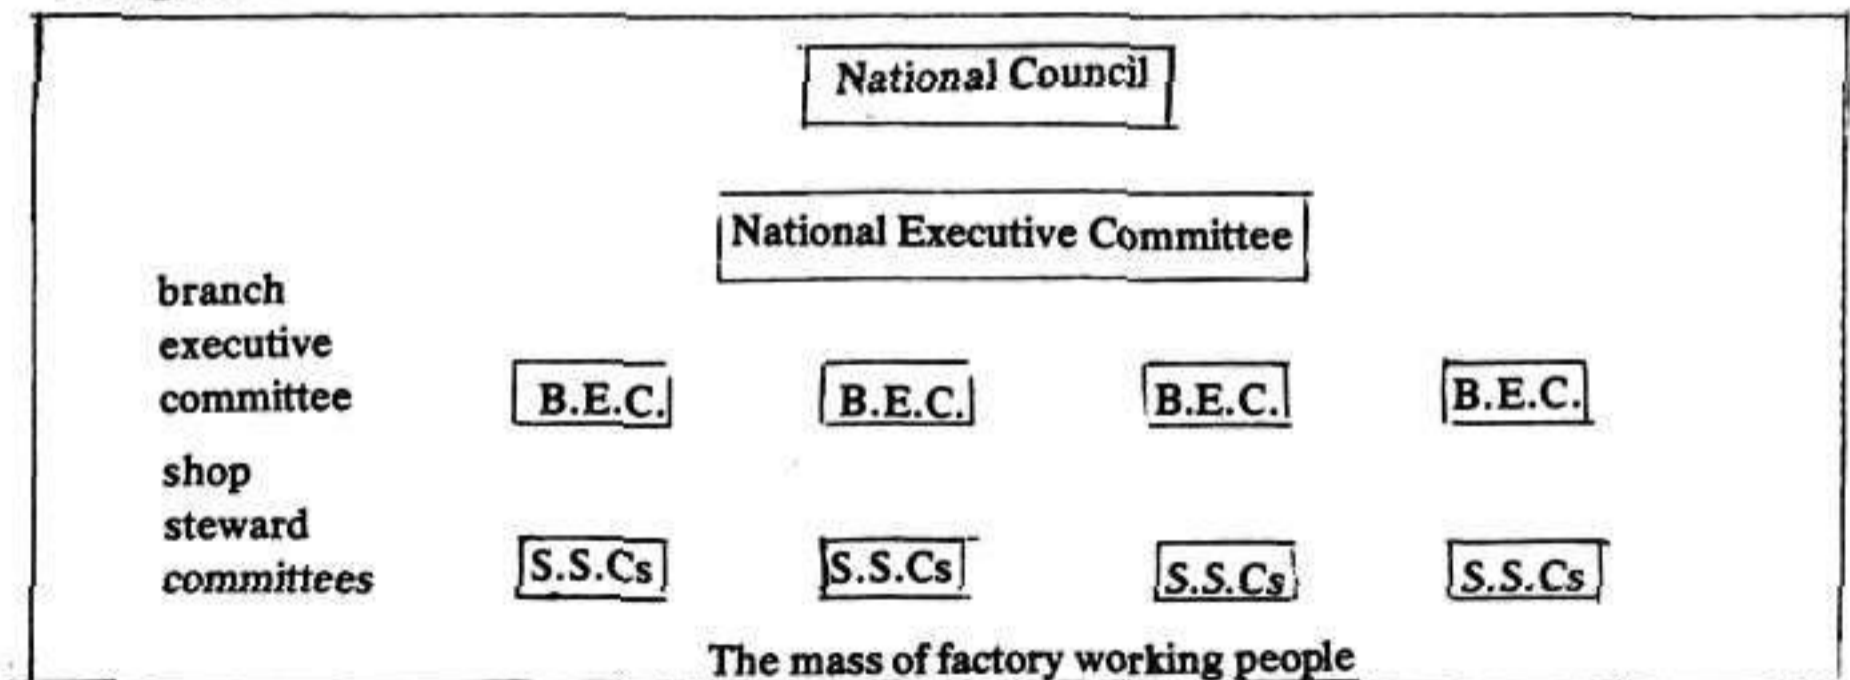 National Council
National Executive Committee
branch
executive
committee
B.E.C. B.E.C. B.E.C. B.E.C.
shop
steward
committees
S.S.Cs S.S.Cs S.S.Cs S.S.Cs
The mass of factory working people